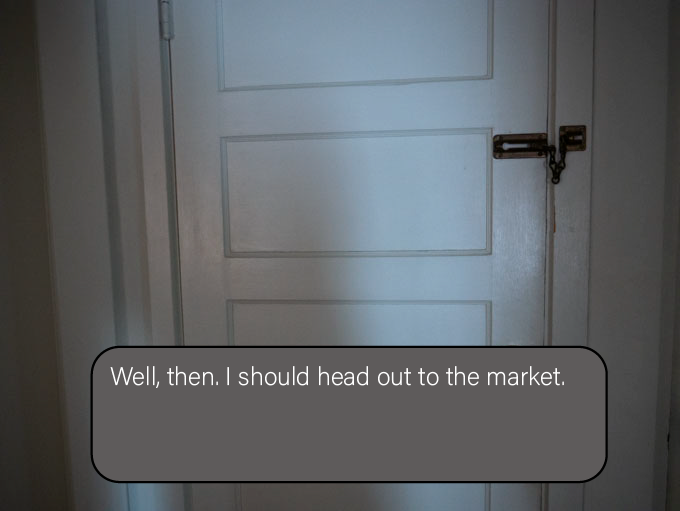 Well, then. I should head out to the market.